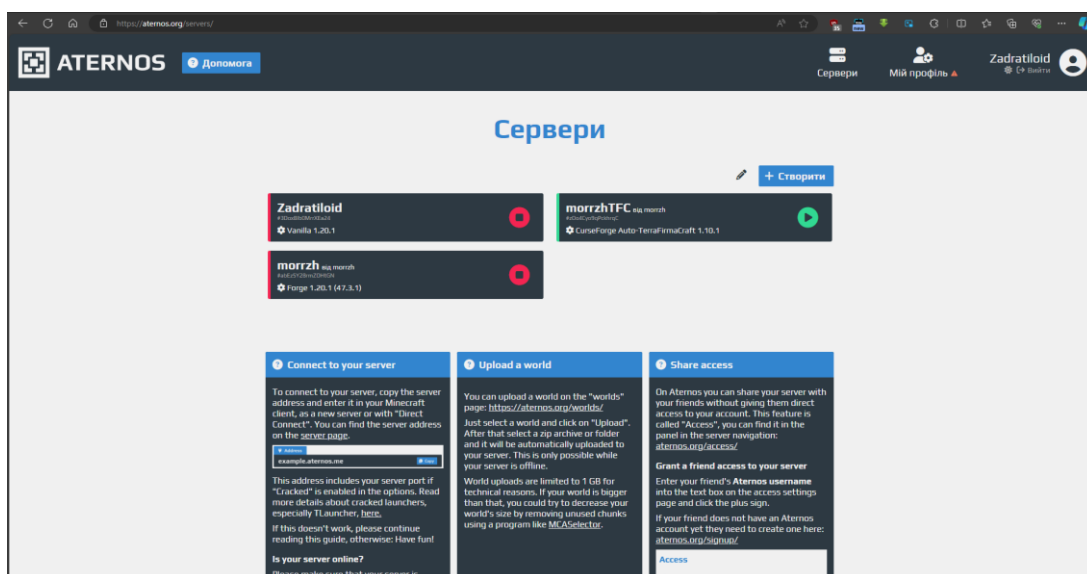 https://aternos.org/servers/
ATERNOS
Допомога
Сервери
Мій профіль
Zadratiloid
Вийти
Сервери
+ Створити
Zadratiloid
Vanilla 1.20.1
morrzhTFC від morrzh
CurseForge Auto-TerraFirmaCraft 1.10.1
morrzh від morrzh
Forge 1.20.1 (47.3.1)
Connect to your server
To connect to your server, copy the server
address and enter it in your Minecraft
client, as a new server or with "Direct
Connect". You can find the server address
on the server page.
Address
example.aternos.me
Copy
This address includes your server port if
"Cracked" is enabled in the options. Read
more details about cracked launchers,
especially TLauncher, here.
If this doesn't work, please continue
reading this guide, otherwise: Have fun!
Is your server online?
Please make sure that your server is
Upload a world
You can upload a world on the "worlds"
page: https://aternos.org/worlds/
Just select a world and click on "Upload".
After that select a zip archive or folder
and it will be automatically uploaded to
your server. This is only possible while
your server is offline.
World uploads are limited to 1 GB for
technical reasons. If your world is bigger
than that, you could try to decrease your
world's size by removing unused chunks
using a program like MCASelector.
Share access
On Aternos you can share your server with
your friends without giving them direct
access to your account. This feature is
called "Access", you can find it in the
panel in the server navigation:
aternos.org/access/
Grant a friend access to your server
Enter your friend's Aternos username
into the text box on the access settings
page and click the plus sign.
If your friend does not have an Aternos
account yet they need to create one here:
aternos.org/signup/
Access